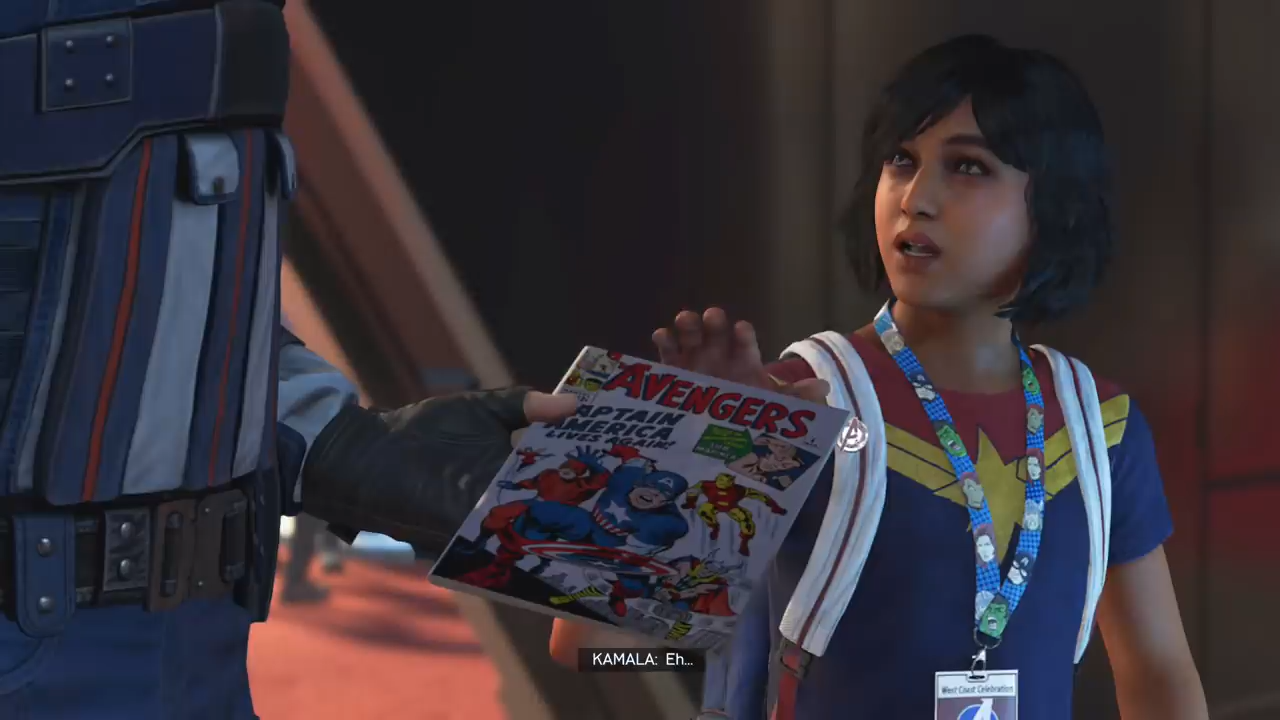 AVENGERS
CAPTAIN
AMERICA
LIVES AGAIN!
West Coast Celebration
KAMALA: Eh...